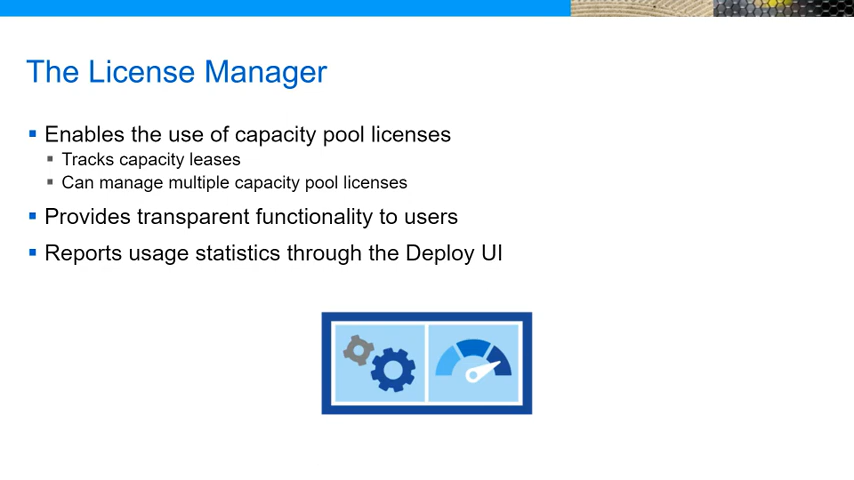 The License Manager
Enables the use of capacity pool licenses
Tracks capacity leases
Can manage multiple capacity pool licenses
Provides transparent functionality to users
Reports usage statistics through the Deploy UI